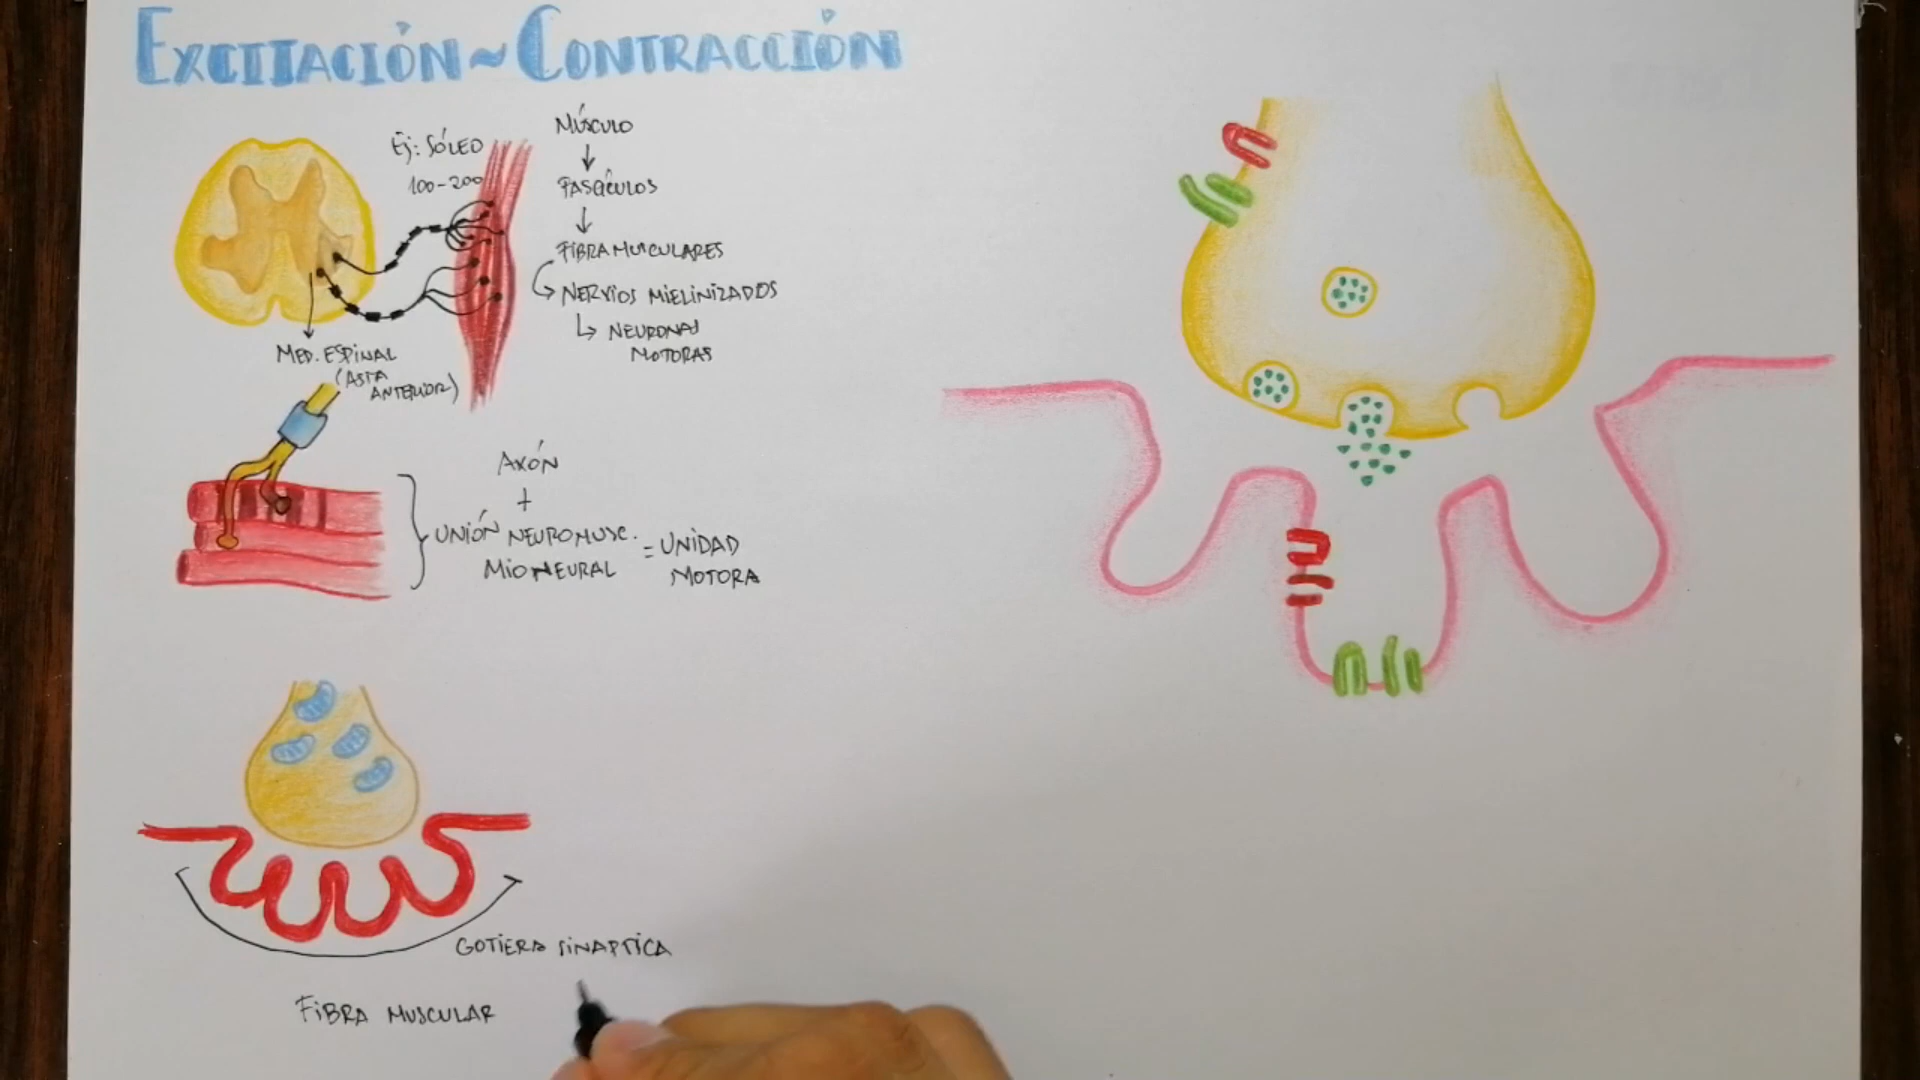 EXCITACIÓN~CONTRACCIÓN
Ej: SÓLEO
100-200
MÚSCULO
FASCÍCULOS
FIBRA MUSCULARES
NERVIOS MIELINIZADOS
NEURONAS
MOTORAS
MED. ESPINAL
(ASTA
ANTERIOR)
AXÓN
+
UNIÓN NEUROMUSC.
MIONEURAL
= UNIDAD
MOTORA
GOTIERA SINAPTICA
FIBRA MUSCULAR